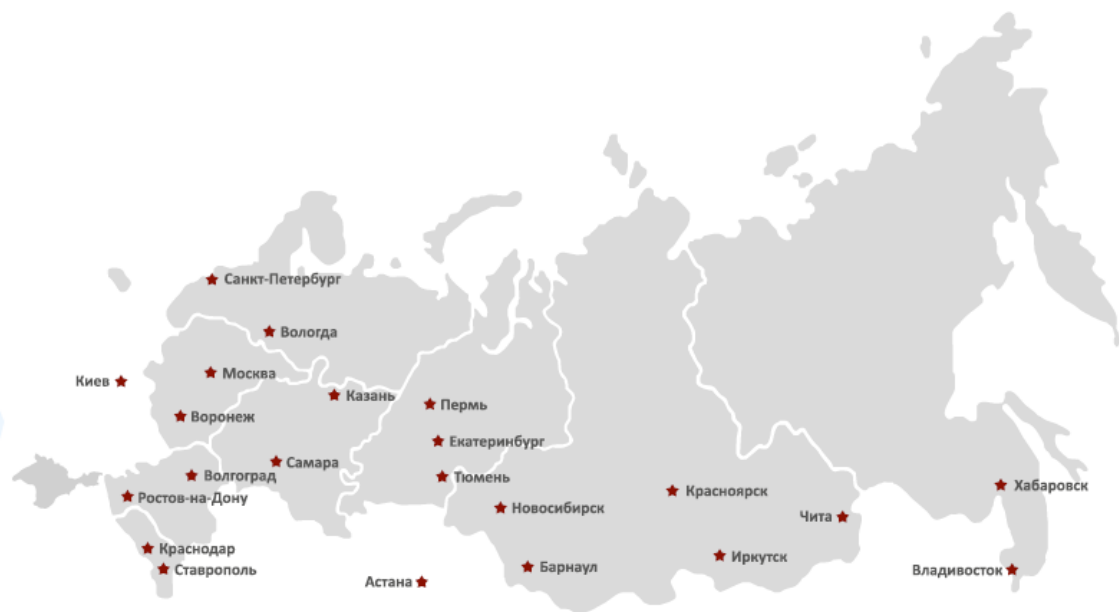 Санкт-Петербург
Вологда
Москва
Киев
Казань
Воронеж
Пермь
Екатеринбург
Самара
Волгоград
Тюмень
Ростов-на-Дону
Новосибирск
Красноярск
Хабаровск
Чита
Краснодар
Иркутск
Ставрополь
Барнаул
Астана
Владивосток